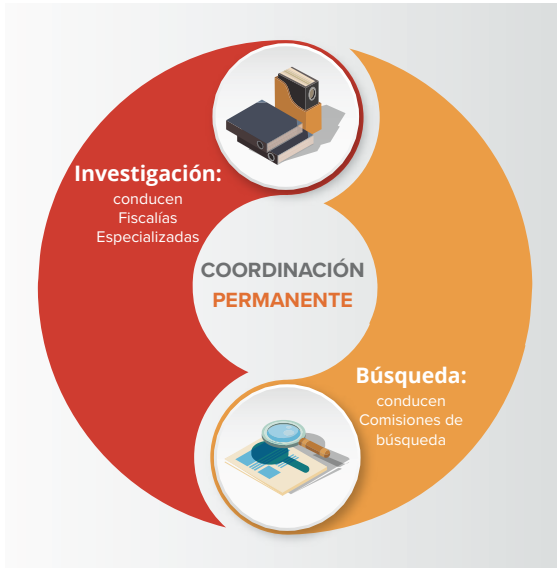 Investigación:
conducen
Fiscalías
Especializadas
COORDINACIÓN
PERMANENTE
Búsqueda:
conducen
Comisiones de
búsqueda